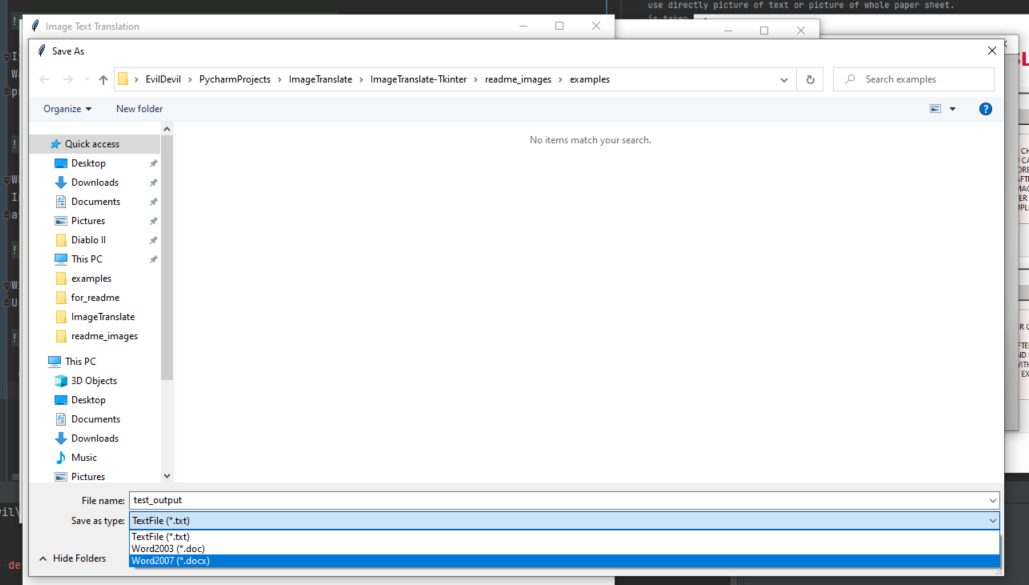 use directly picture of text or picture of whole paper sheet.
is taken
Image Text Translation
Save As
EvilDevil › PycharmProjects › ImageTranslate › ImageTranslate-Tkinter › readme_images › examples
Search examples
Organize
New folder
No items match your search.
Quick access
Desktop
Downloads
Documents
Pictures
Diablo II
This PC
examples
for_readme
ImageTranslate
readme_images
This PC
3D Objects
Desktop
Documents
Downloads
Music
Pictures
File name: test_output
Save as type: TextFile (*.txt)
TextFile (*.txt)
Word2003 (*.doc)
Word2007 (*.docx)
Hide Folders